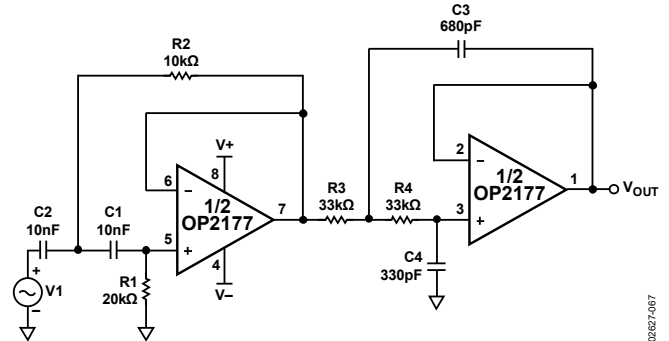 C3
680pF
R2
10kΩ
V+
8
6
–
1/2
OP2177
7
5
+
4
V–
C2
10nF
C1
10nF
+
V1
–
R1
20kΩ
R3
33kΩ
R4
33kΩ
2
–
1/2
OP2177
1
3
+
VOUT
C4
330pF
02627-067